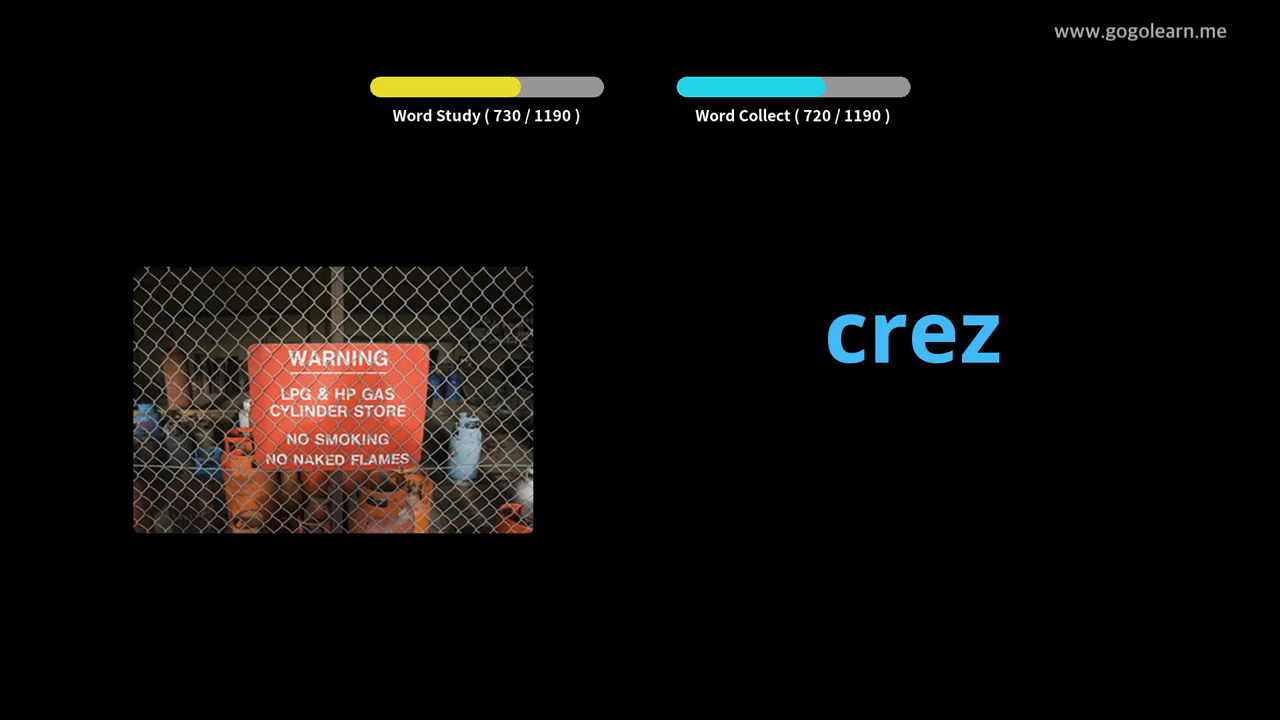 www.gogolearn.me
Word Study ( 730 / 1190 )
Word Collect ( 720 / 1190 )
WARNING
LPG & HP GAS
CYLINDER STORE
NO SMOKING
NO NAKED FLAMES
crez